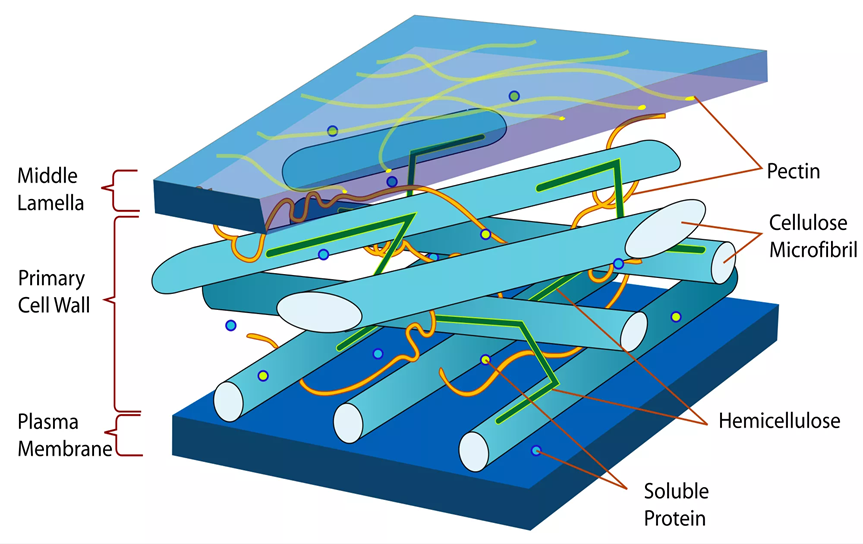 Middle
Lamella
Primary
Cell Wall
Plasma
Membrane
Pectin
Cellulose
Microfibril
Hemicellulose
Soluble
Protein